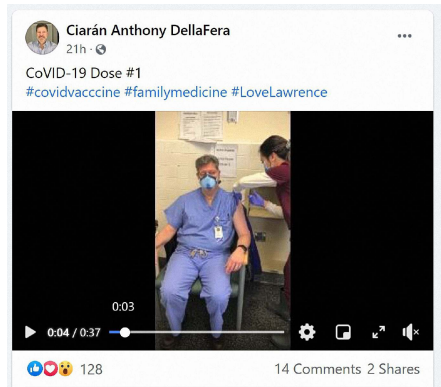 Ciarán Anthony DellaFera
21h ·
CoVID-19 Dose #1
#covidvacccine #familymedicine #LoveLawrence
0:03
0:04 / 0:37
128
14 Comments 2 Shares